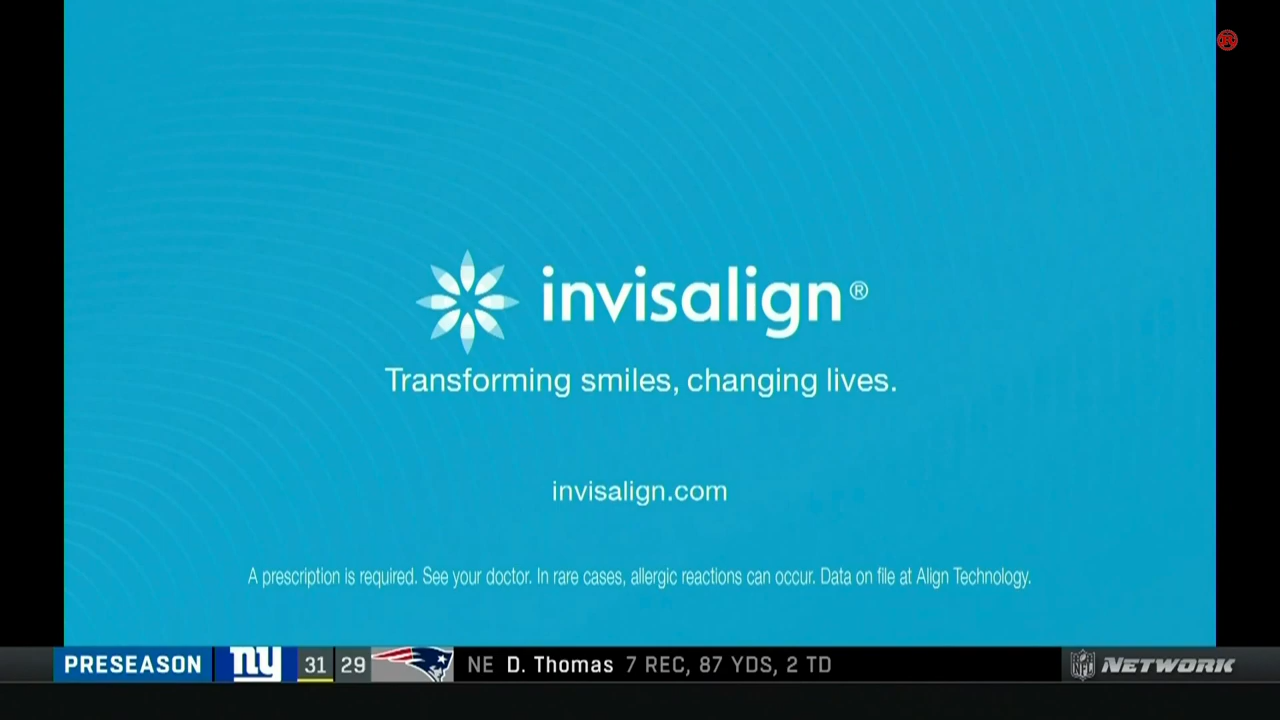 invisalign®
Transforming smiles, changing lives.
invisalign.com
A prescription is required. See your doctor. In rare cases, allergic reactions can occur. Data on file at Align Technology.
PRESEASON ny 31 29 NE D. Thomas 7 REC, 87 YDS, 2 TD NFL NETWORK